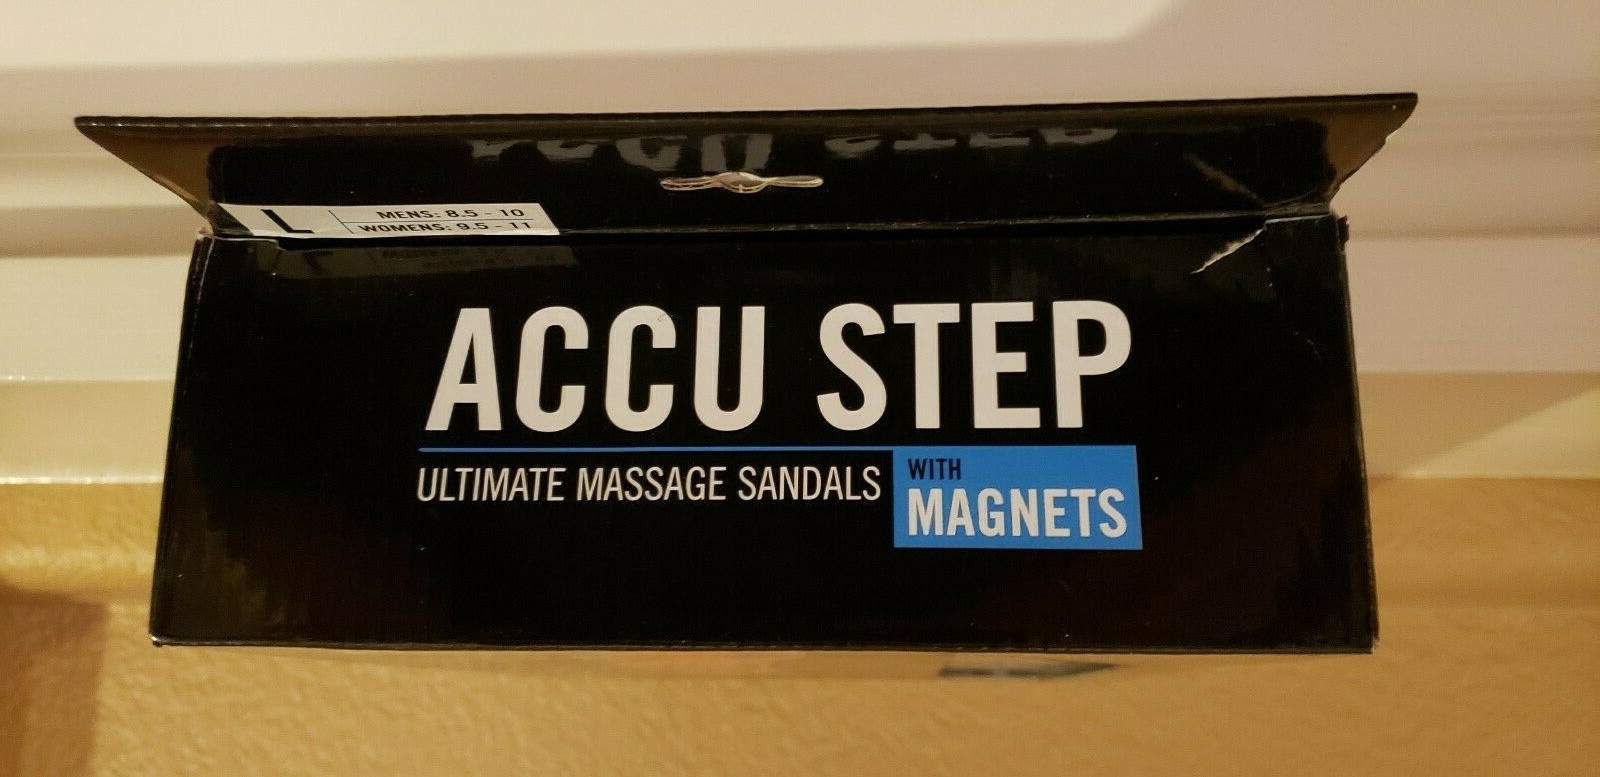 L
MENS: 8.5 - 10
WOMENS: 9.5 - 11
ACCU STEP
ULTIMATE MASSAGE SANDALS
WITH
MAGNETS